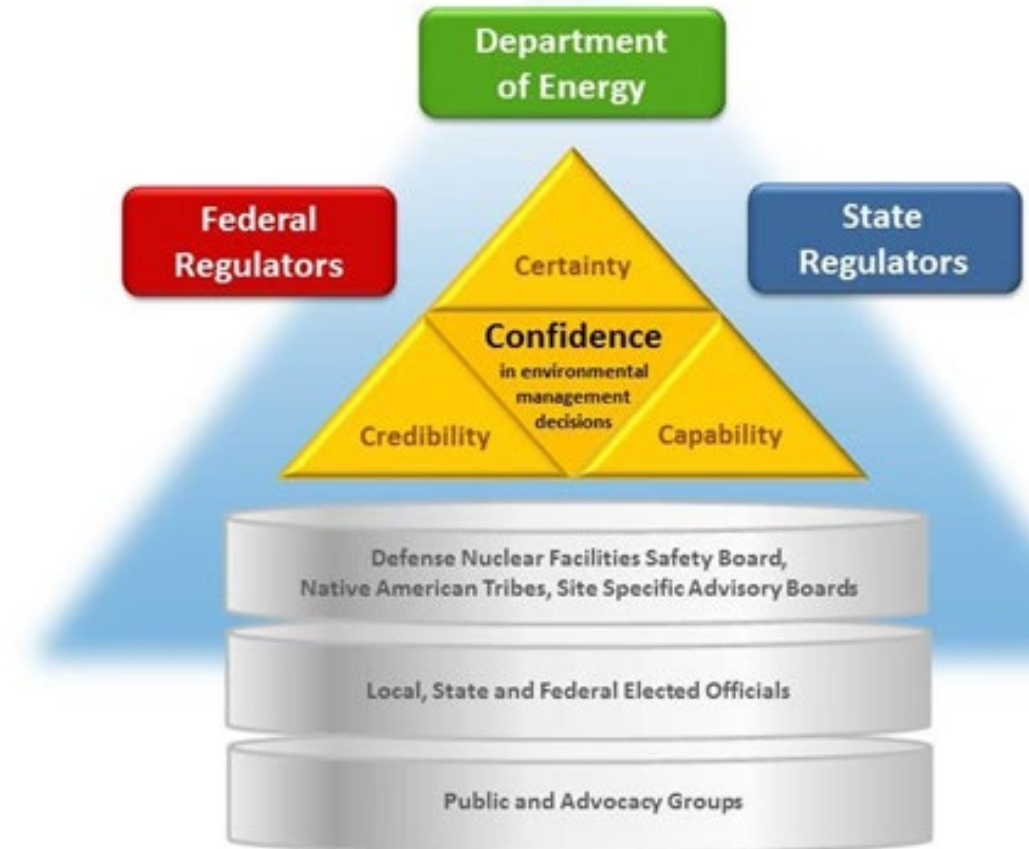 Department
of Energy
Federal
Regulators
State
Regulators
Certainty
Confidence
in environmental
management
decisions
Credibility
Capability
Defense Nuclear Facilities Safety Board,
Native American Tribes, Site Specific Advisory Boards
Local, State and Federal Elected Officials
Public and Advocacy Groups